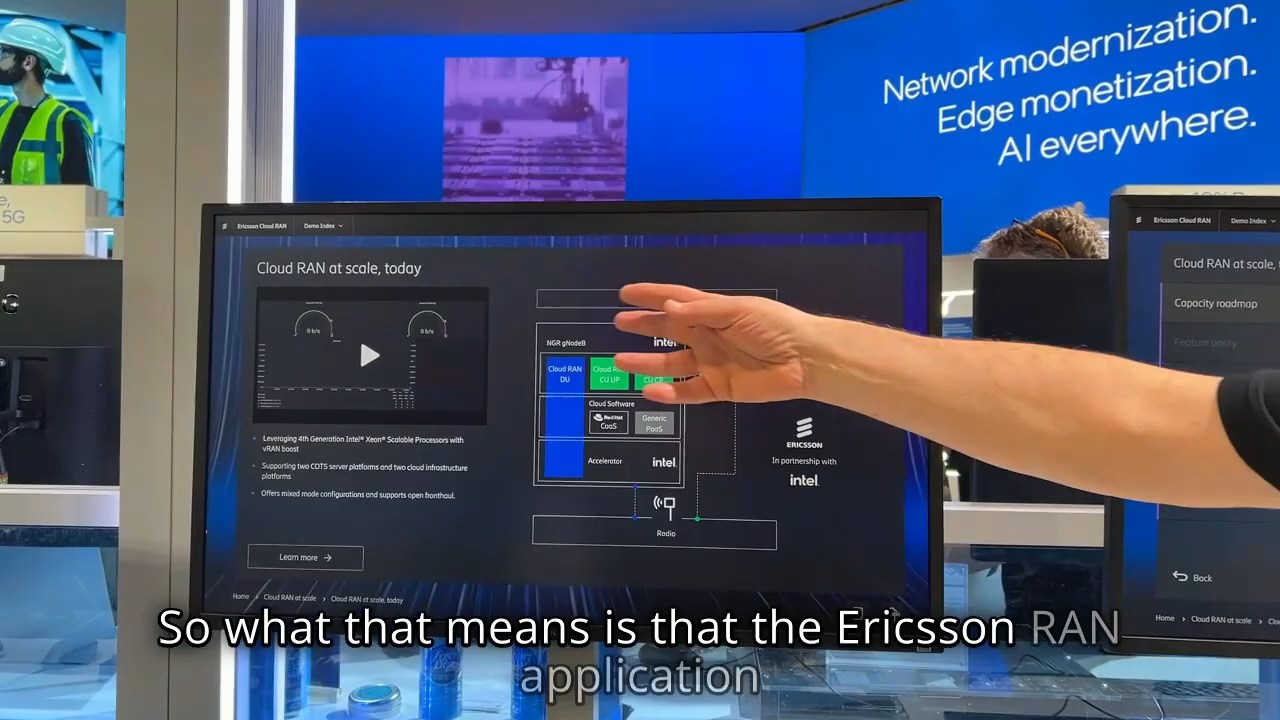 Network modernization.
Edge monetization.
AI everywhere.
5G
Ericsson Cloud RAN
Demo Index
Cloud RAN at scale, today
0 b/s
0 b/s
Leveraging 4th Generation Intel® Xeon® Scalable Processors with
vRAN boost
Supporting two COTS server platforms and two cloud infrastructure
platforms
Offers mixed mode configurations and supports open fronthaul.
Learn more
Home > Cloud RAN at scale > Cloud RAN at scale, today
NGR gNodeB
intel
Cloud RAN
DU
Cloud
CU UP
CU CP
Cloud Software
Red Hat
CaaS
Generic
PaaS
Accelerator
intel
Radio
ERICSSON
In partnership with
intel
Ericsson Cloud RAN
Demo Index
Cloud RAN at scale,
Capacity roadmap
Feature parity
Back
Home > Cloud RAN at scale >
So what that means is that the Ericsson RAN
application